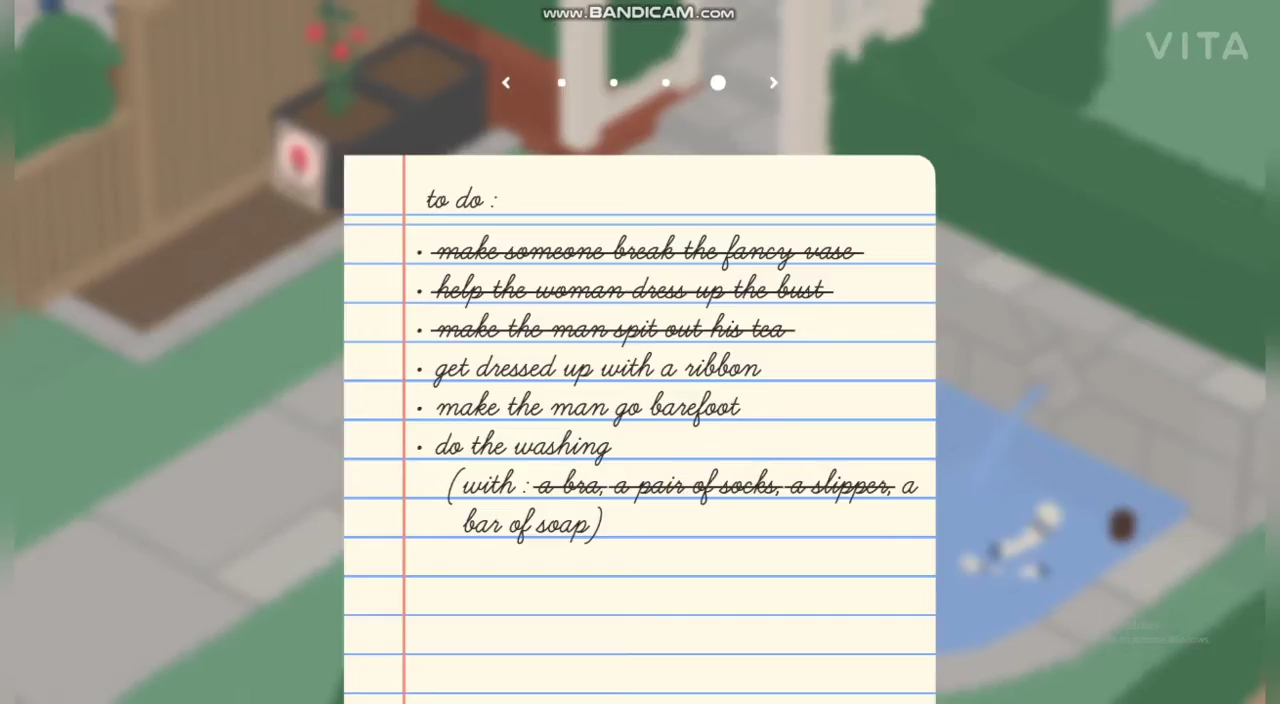 www.BANDICAM.com
VITA
to do :
• make someone break the fancy vase
• help the woman dress up the bust
• make the man spit out his tea
• get dressed up with a ribbon
• make the man go barefoot
• do the washing
(with : a bra, a pair of socks, a slipper, a
bar of soap)